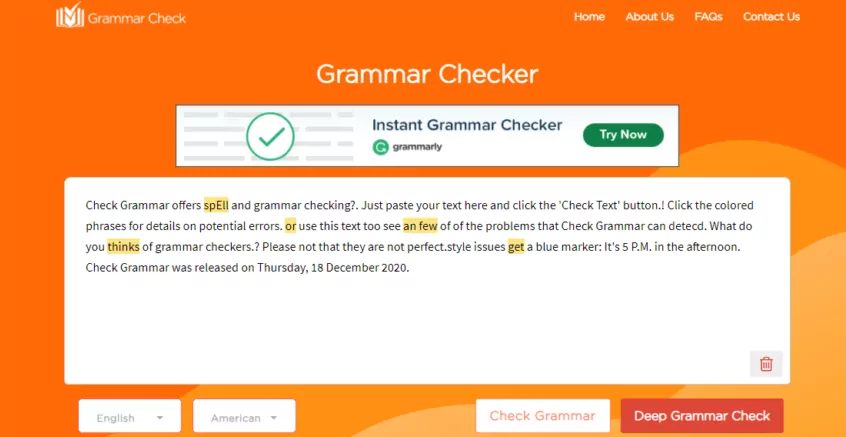 Grammar Check
Home About Us FAQs Contact Us
Grammar Checker
Instant Grammar Checker
grammarly
Try Now
Check Grammar offers spEll and grammar checking?. Just paste your text here and click the 'Check Text' button.! Click the colored
phrases for details on potential errors. or use this text too see an few of of the problems that Check Grammar can detecd. What do
you thinks of grammar checkers.? Please not that they are not perfect.style issues get a blue marker: It's 5 P.M. in the afternoon.
Check Grammar was released on Thursday, 18 December 2020.
English American Check Grammar Deep Grammar Check